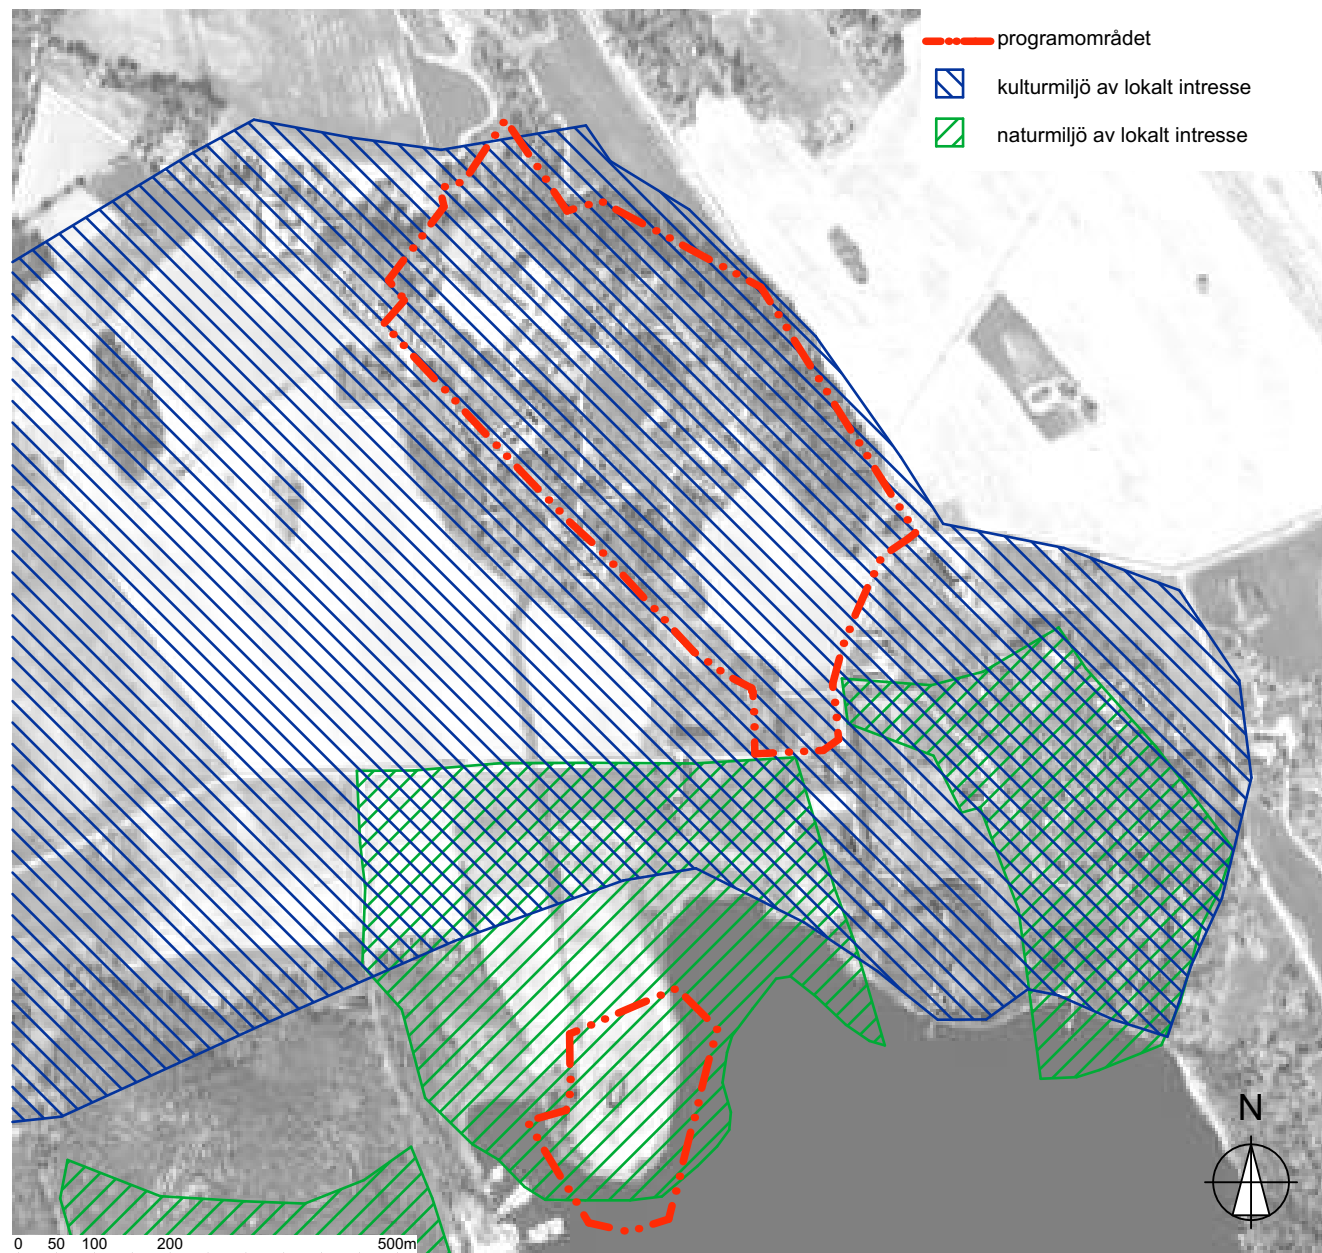 programområdet
kulturmiljö av lokalt intresse
naturmiljö av lokalt intresse
N
0 50 100 200 500m